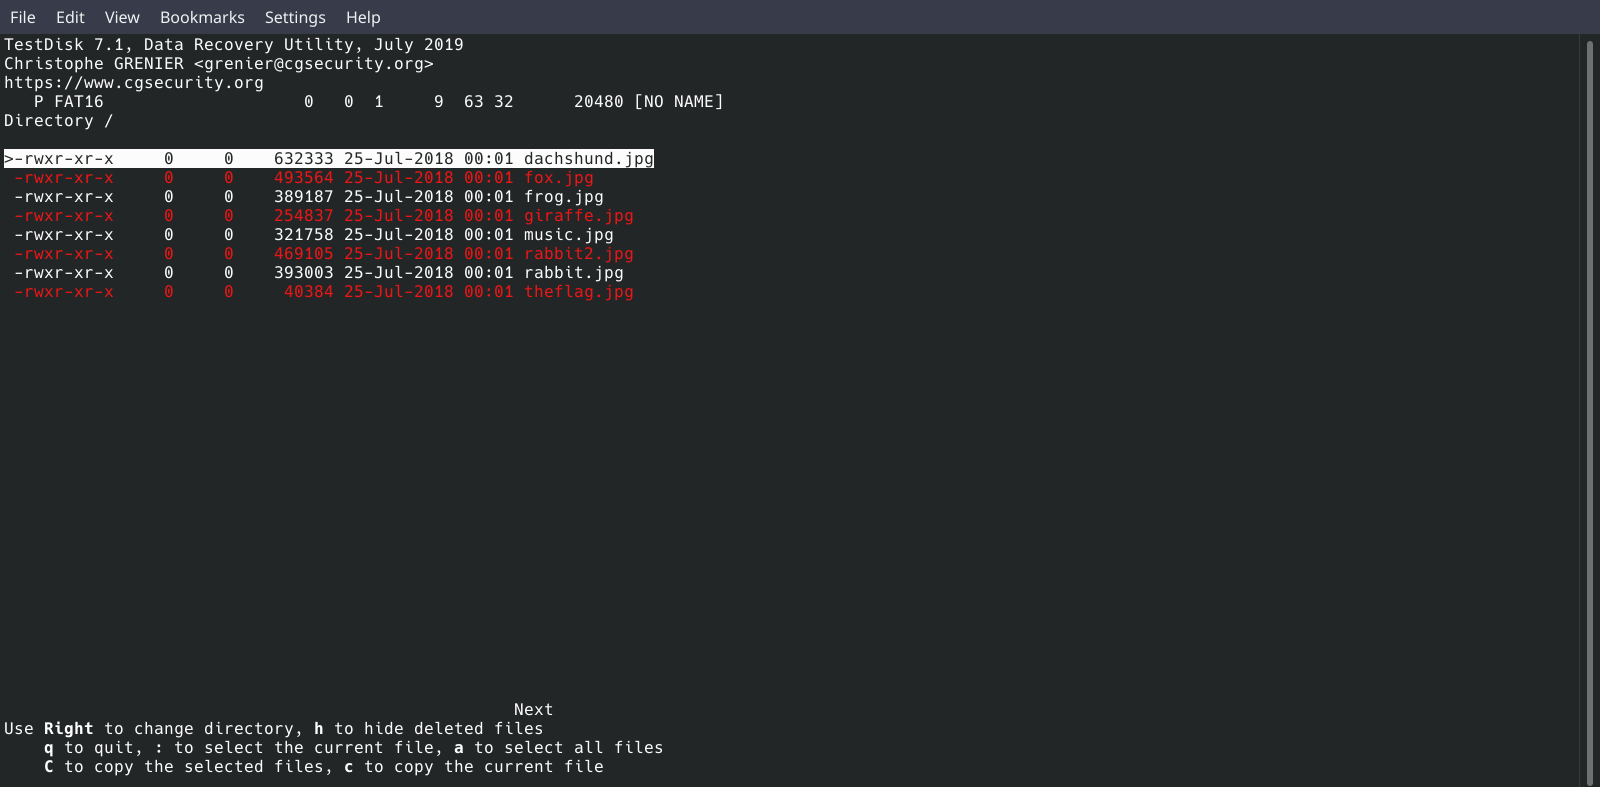 File Edit View Bookmarks Settings Help
TestDisk 7.1, Data Recovery Utility, July 2019
Christophe GRENIER <grenier@cgsecurity.org>
https://www.cgsecurity.org
   P FAT16                    0   0  1     9  63 32      20480 [NO NAME]
Directory /
>-rwxr-xr-x     0     0    632333 25-Jul-2018 00:01 dachshund.jpg
 -rwxr-xr-x     0     0    493564 25-Jul-2018 00:01 fox.jpg
 -rwxr-xr-x     0     0    389187 25-Jul-2018 00:01 frog.jpg
 -rwxr-xr-x     0     0    254837 25-Jul-2018 00:01 giraffe.jpg
 -rwxr-xr-x     0     0    321758 25-Jul-2018 00:01 music.jpg
 -rwxr-xr-x     0     0    469105 25-Jul-2018 00:01 rabbit2.jpg
 -rwxr-xr-x     0     0    393003 25-Jul-2018 00:01 rabbit.jpg
 -rwxr-xr-x     0     0     40384 25-Jul-2018 00:01 theflag.jpg
                                                   Next
Use Right to change directory, h to hide deleted files
    q to quit, : to select the current file, a to select all files
    C to copy the selected files, c to copy the current file